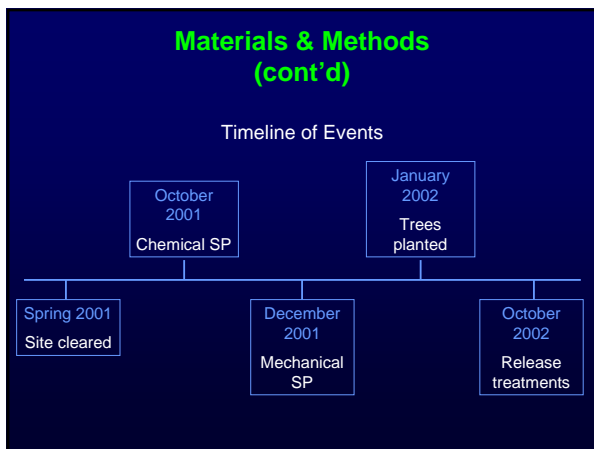 Materials & Methods
(cont’d)
Timeline of Events
October
2001
Chemical SP
January
2002
Trees
planted
Spring 2001
Site cleared
December
2001
Mechanical
SP
October
2002
Release
treatments